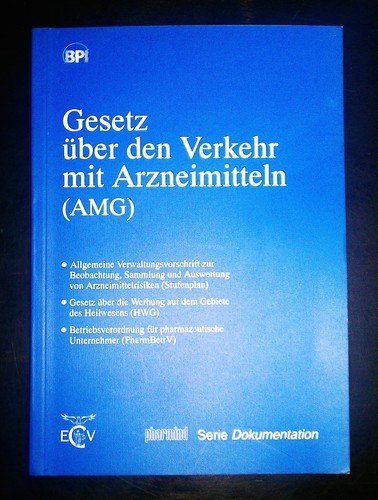 BPI
Gesetz
über den Verkehr
mit Arzneimitteln
(AMG)
• Allgemeine Verwaltungsvorschrift zur
Beobachtung, Sammlung und Auswertung
von Arzneimittelrisiken (Stufenplan)
• Gesetz über die Werbung auf dem Gebiete
des Heilwesens (HWG)
• Betriebsverordnung für pharmazeutische
Unternehmer (PharmBetrV)
ECV
pharmind Serie Dokumentation